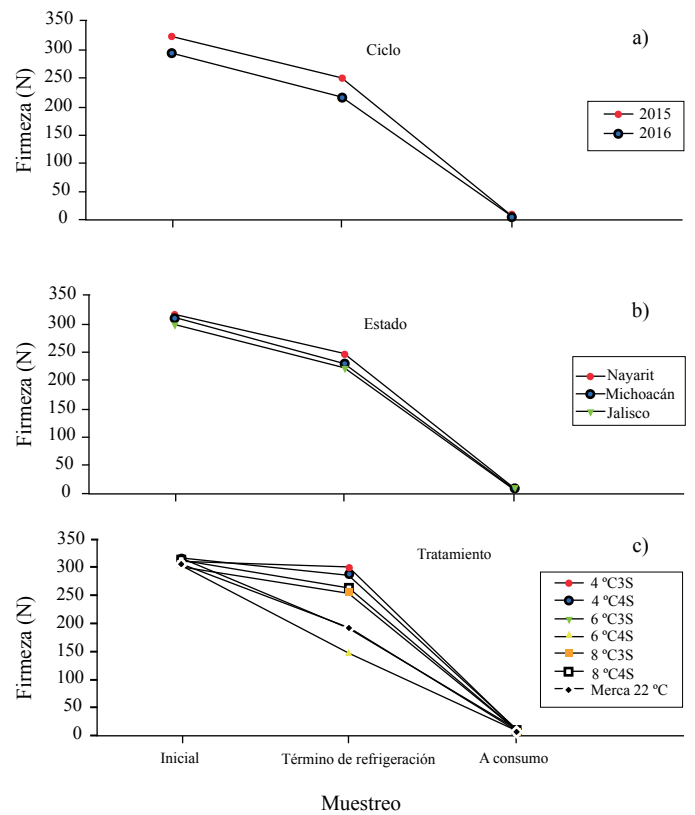 350
300
250
200
150
100
50
0
Firmeza (N)
Ciclo
a)
2015
2016
350
300
250
200
150
100
50
0
Firmeza (N)
Estado
b)
Nayarit
Michoacán
Jalisco
350
300
250
200
150
100
50
0
Firmeza (N)
Tratamiento
c)
4 ºC3S
4 ºC4S
6 ºC3S
6 ºC4S
8 ºC3S
8 ºC4S
Merca 22 ºC
Inicial
Término de refrigeración
A consumo
Muestreo